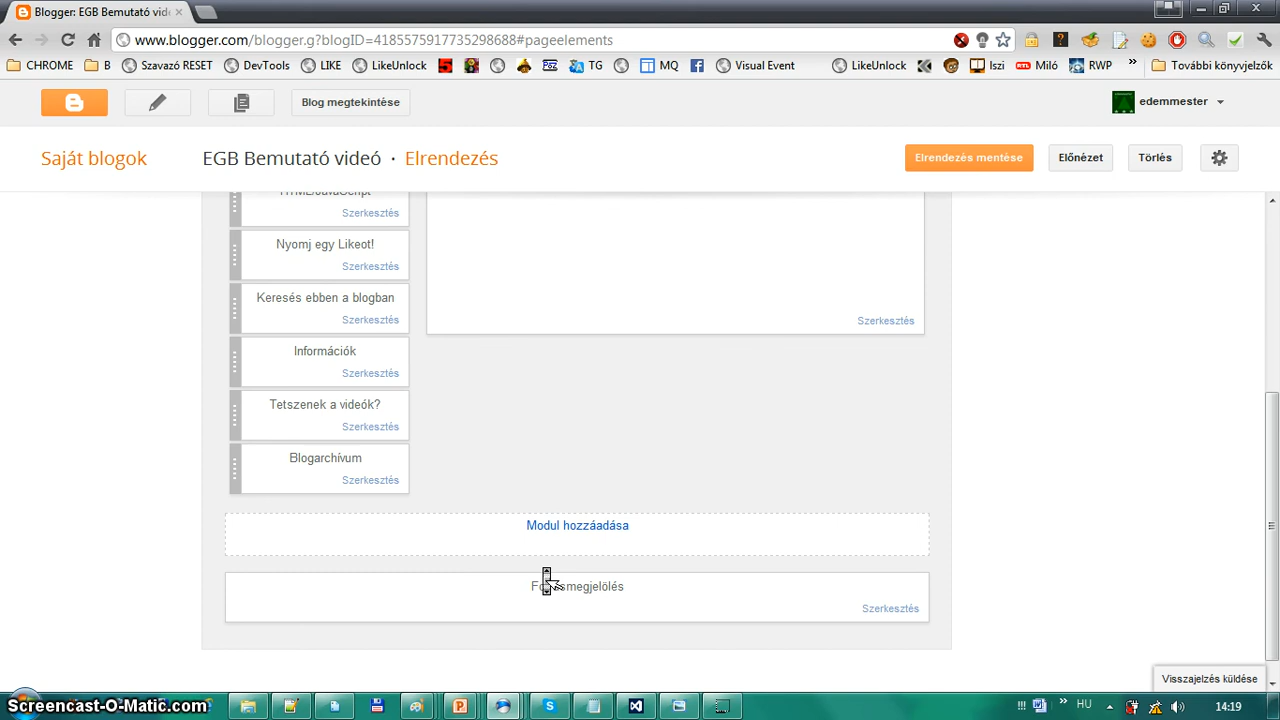 Blogger: EGB Bemutató vide
www.blogger.com/blogger.g?blogID=4185575917735298688#pageelements
CHROME B Szavazó RESET DevTools LIKE LikeUnlock TG MQ Visual Event LikeUnlock Iszi Miló RWP » További könyvjelzők
Blog megtekintése
edemmester
Saját blogok
EGB Bemutató videó · Elrendezés
Elrendezés mentése
Előnézet
Törlés
HTML/JavaScript
Szerkesztés
Nyomj egy Likeot!
Szerkesztés
Keresés ebben a blogban
Szerkesztés
Szerkesztés
Információk
Szerkesztés
Tetszenek a videók?
Szerkesztés
Blogarchívum
Szerkesztés
Modul hozzáadása
Szerkesztés
Visszajelzés küldése
Screencast-O-Matic.com
HU
14:19